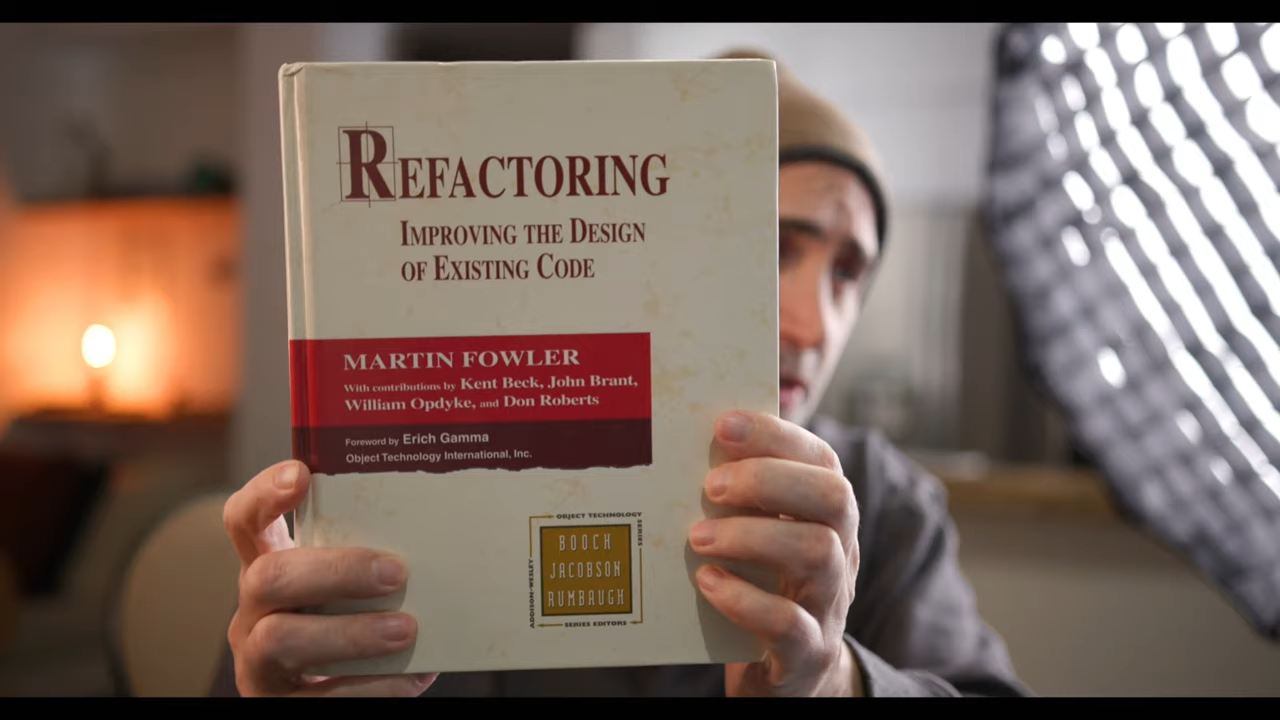 REFACTORING
IMPROVING THE DESIGN
OF EXISTING CODE
MARTIN FOWLER
With contributions by Kent Beck, John Brant,
William Opdyke, and Don Roberts
Foreword by Erich Gamma
Object Technology International, Inc.
OBJECT TECHNOLOGY
SERIES
BOOCH
JACOBSON
RUMBAUGH
ADDISON-WESLEY
SERIES EDITORS